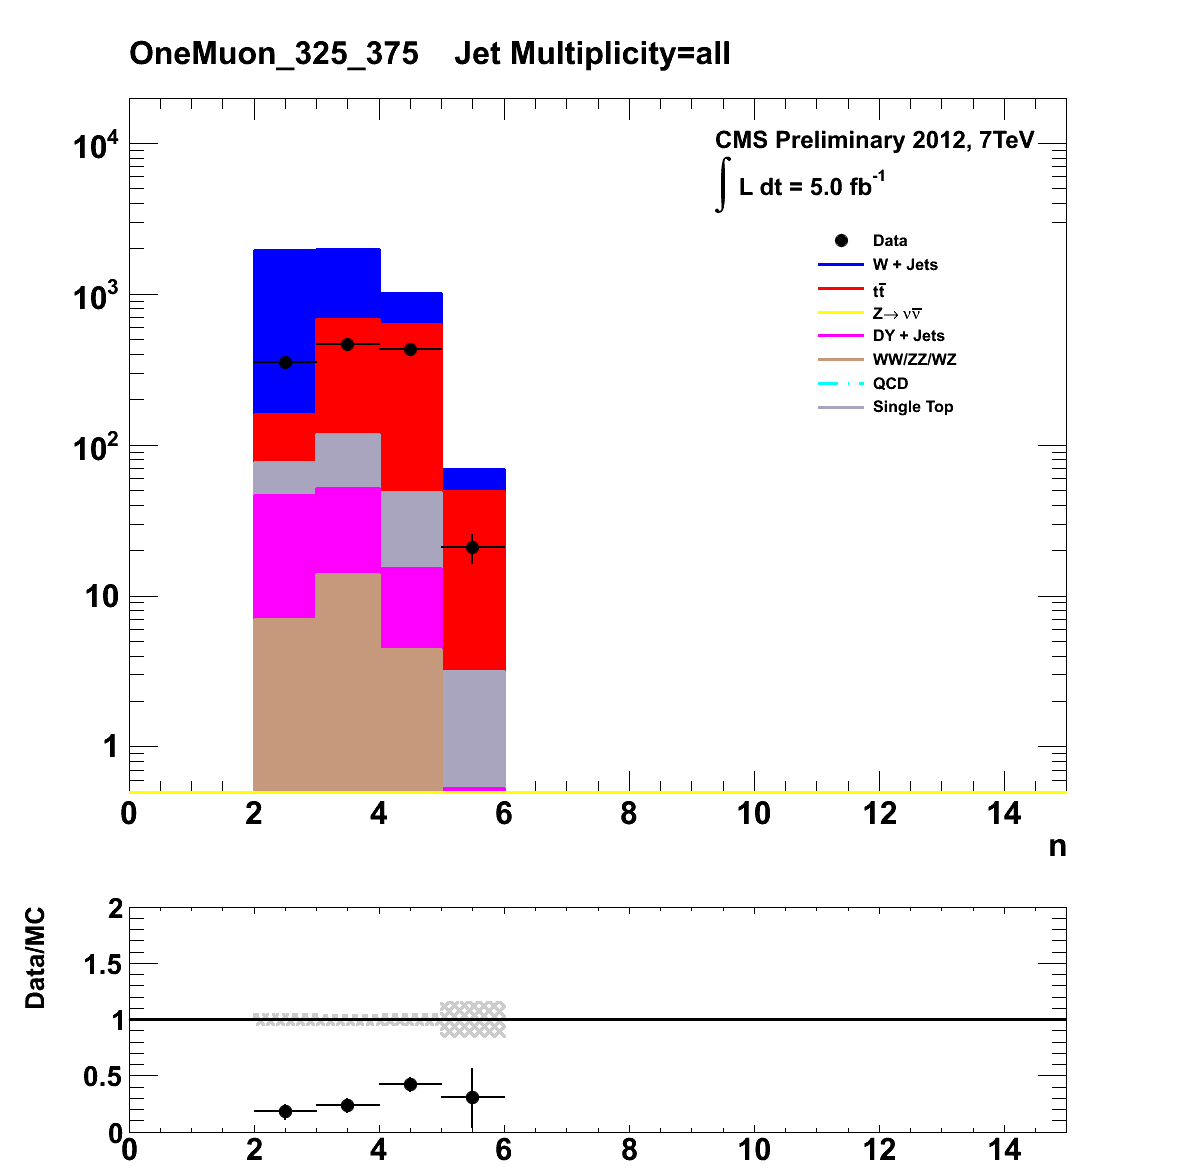 OneMuon_325_375 Jet Multiplicity=all
CMS Preliminary 2012, 7TeV
∫ L dt = 5.0 fb⁻¹
Data
W + Jets
tt̅
Z→ νν̅
DY + Jets
WW/ZZ/WZ
QCD
Single Top
10⁴
10³
10²
10
1
0 2 4 6 8 10 12 14
n
Data/MC
2
1.5
1
0.5
0
0 2 4 6 8 10 12 14